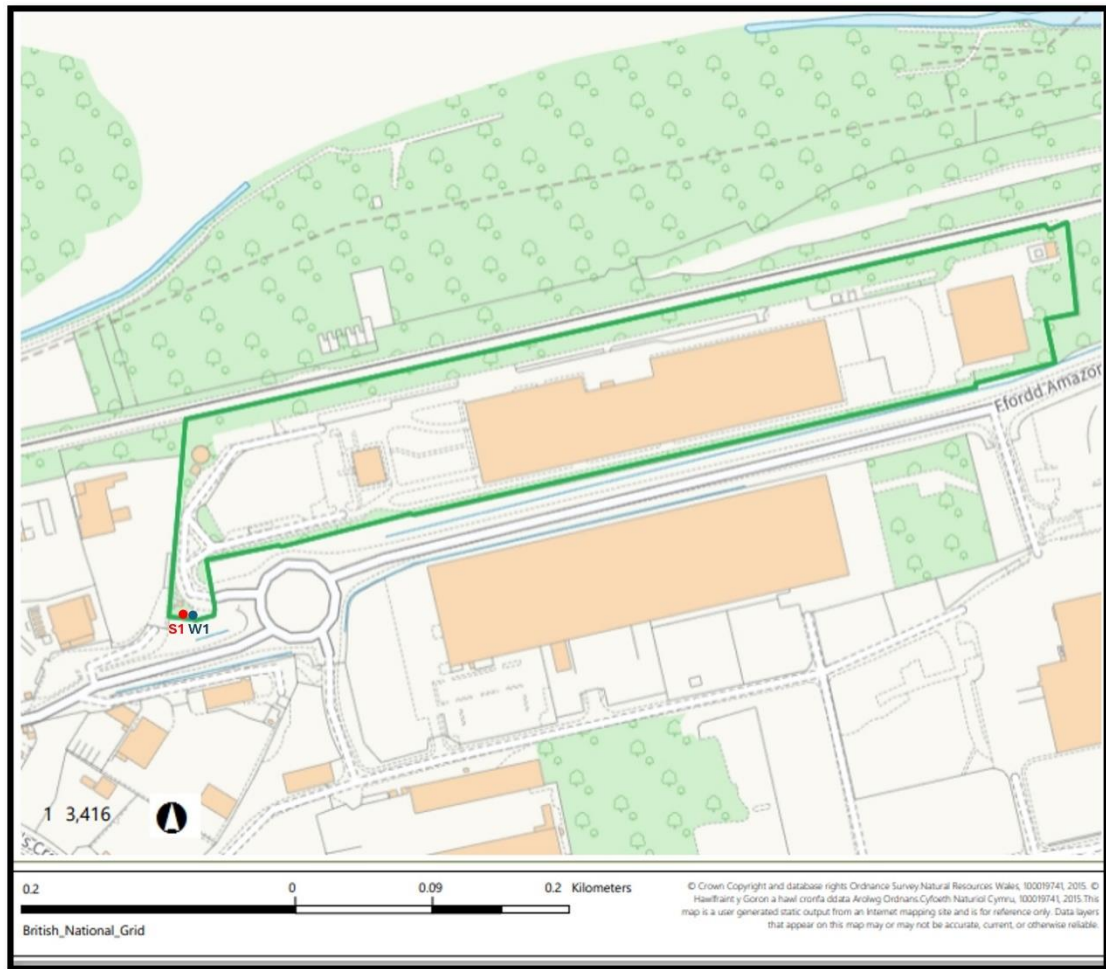 Efordd Amazon
S1 W1
1 3,416
0.2 0 0.09 0.2 Kilometers
British_National_Grid
© Crown Copyright and database rights Ordnance Survey.Natural Resources Wales, 100019741, 2015. ©
Hawlfraint y Goron a hawl cronfa ddata Arolwg Ordnans.Cyfoeth Naturiol Cymru, 100019741, 2015.This
map is a user generated static output from an Internet mapping site and is for reference only. Data layers
that appear on this map may or may not be accurate, current, or otherwise reliable.